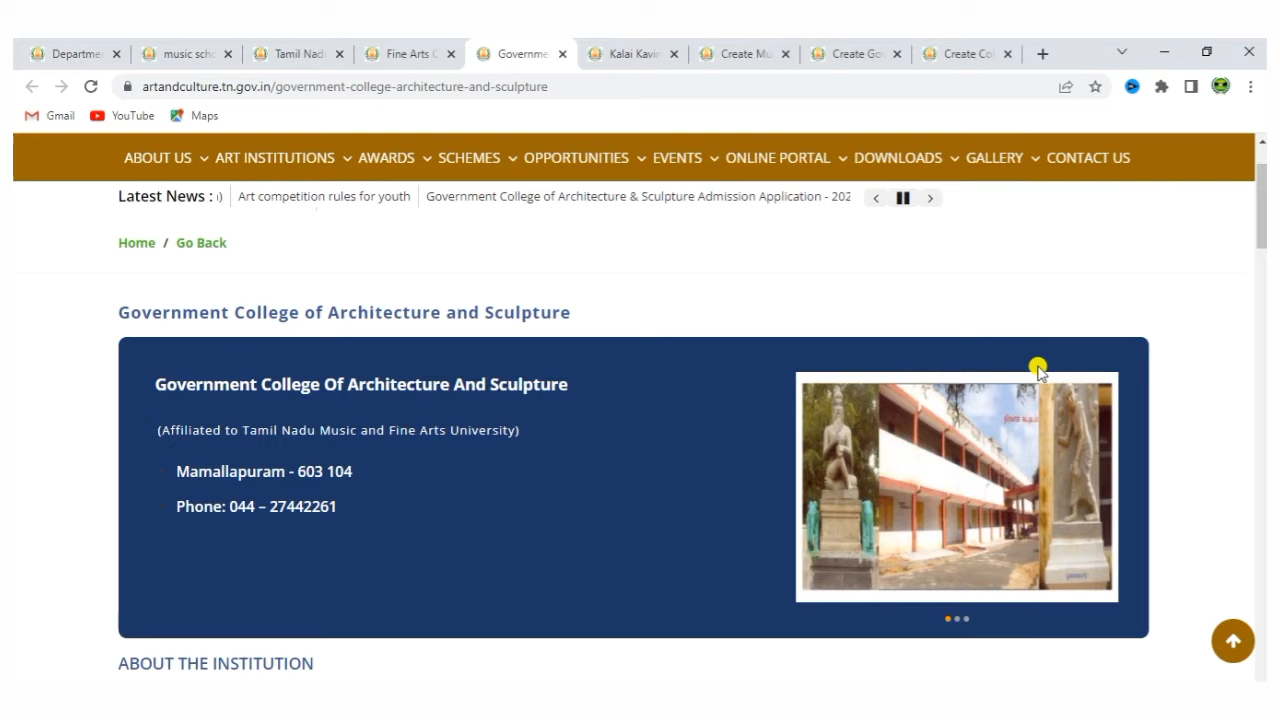 Departme music scho Tamil Nadu Fine Arts C Governme Kalai Kavin Create Mu Create Gov Create Col
artandculture.tn.gov.in/government-college-architecture-and-sculpture
Gmail YouTube Maps
ABOUT US ART INSTITUTIONS AWARDS SCHEMES OPPORTUNITIES EVENTS ONLINE PORTAL DOWNLOADS GALLERY CONTACT US
Latest News : ) Art competition rules for youth Government College of Architecture & Sculpture Admission Application - 202
Home / Go Back
Government College of Architecture and Sculpture
Government College Of Architecture And Sculpture
(Affiliated to Tamil Nadu Music and Fine Arts University)
Mamallapuram - 603 104
Phone: 044 – 27442261
ABOUT THE INSTITUTION